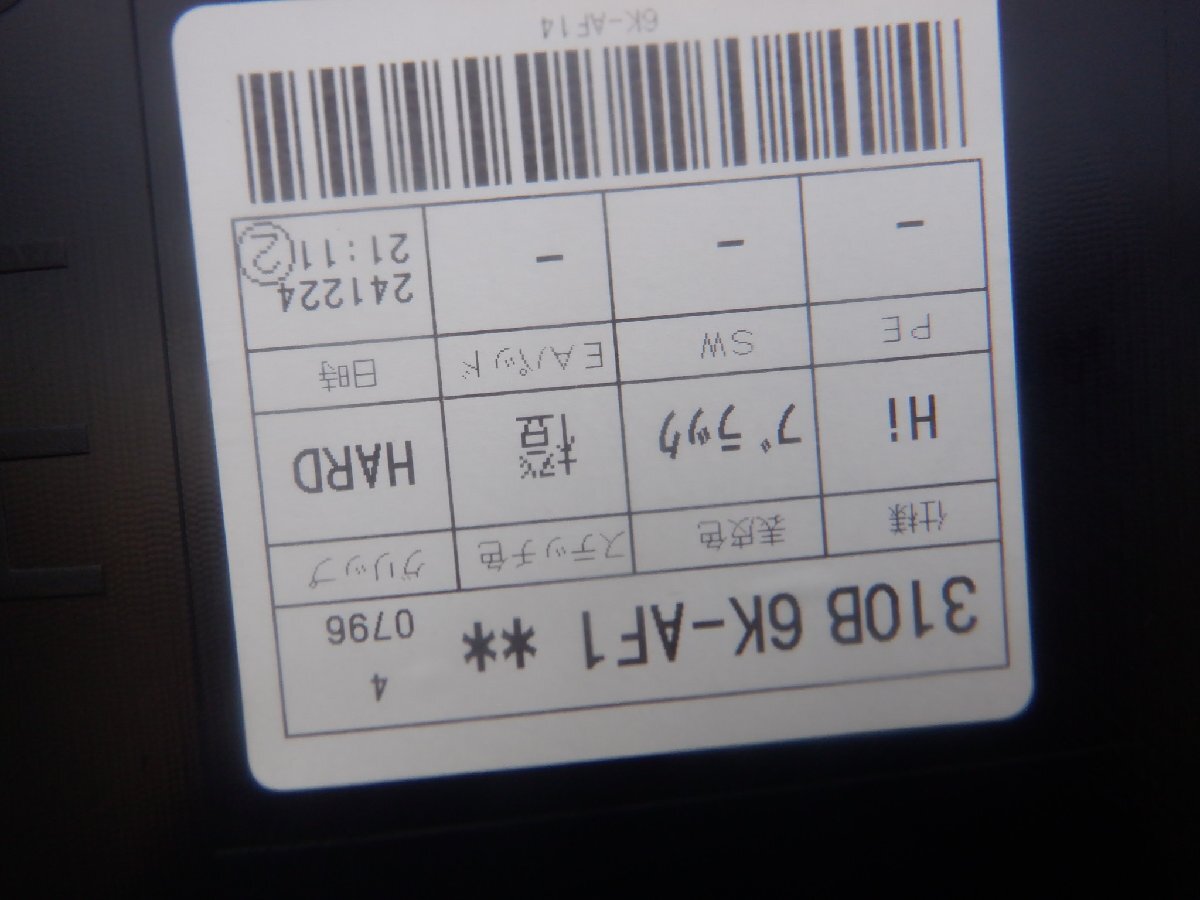 310B 6K-AF1 **
4
0796
仕様 表皮色 ステッチ色 グリップ
Hi ブラック 橙 HARD
PE SW EAパッド 日時
- - - 241224
21:11 ②
6K-AF14